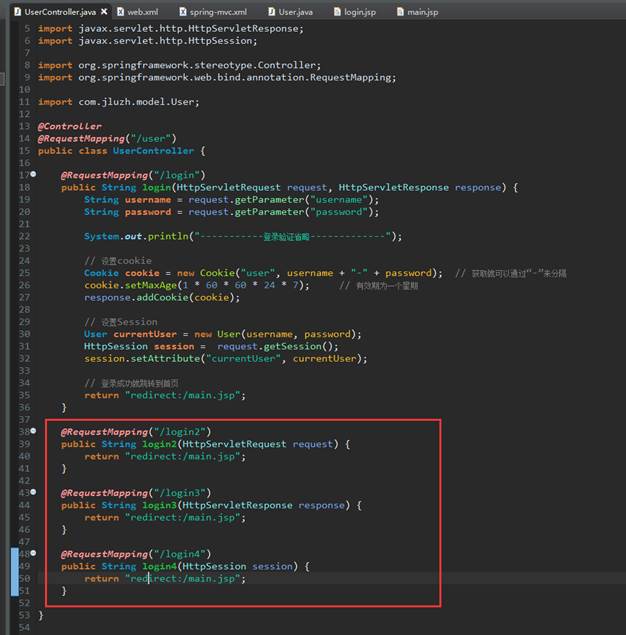 UserController.java web.xml spring-mvc.xml User.java login.jsp main.jsp
5 import javax.servlet.http.HttpServletResponse;
6 import javax.servlet.http.HttpSession;
7
8 import org.springframework.stereotype.Controller;
9 import org.springframework.web.bind.annotation.RequestMapping;
10
11 import com.jluzh.model.User;
12
13 @Controller
14 @RequestMapping("/user")
15 public class UserController {
16
17 @RequestMapping("/login")
18 public String login(HttpServletRequest request, HttpServletResponse response) {
19 String username = request.getParameter("username");
20 String password = request.getParameter("password");
21
22 System.out.println("-----------登录验证省略-------------");
23
24 // 设置cookie
25 Cookie cookie = new Cookie("user", username + "-" + password); // 获取就可以通过“-”来分隔
26 cookie.setMaxAge(1 * 60 * 60 * 24 * 7); // 有效期为一个星期
27 response.addCookie(cookie);
28
29 // 设置Session
30 User currentUser = new User(username, password);
31 HttpSession session = request.getSession();
32 session.setAttribute("currentUser", currentUser);
33
34 // 登录成功就跳转到首页
35 return "redirect:/main.jsp";
36 }
37
38 @RequestMapping("/login2")
39 public String login2(HttpServletRequest request) {
40 return "redirect:/main.jsp";
41 }
42
43 @RequestMapping("/login3")
44 public String login3(HttpServletResponse response) {
45 return "redirect:/main.jsp";
46 }
47
48 @RequestMapping("/login4")
49 public String login4(HttpSession session) {
50 return "redirect:/main.jsp";
51 }
52
53 }
54